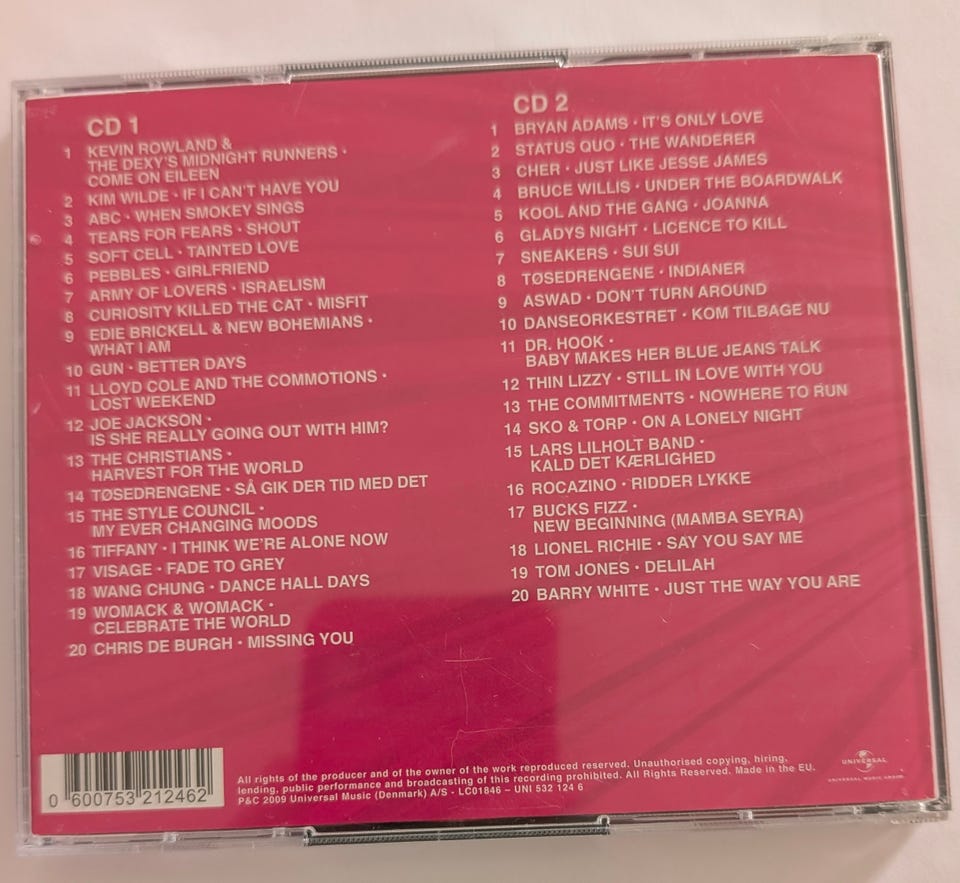 CD 1
1 KEVIN ROWLAND &
THE DEXY'S MIDNIGHT RUNNERS ·
COME ON EILEEN
2 KIM WILDE · IF I CAN'T HAVE YOU
3 ABC · WHEN SMOKEY SINGS
4 TEARS FOR FEARS · SHOUT
5 SOFT CELL · TAINTED LOVE
6 PEBBLES · GIRLFRIEND
7 ARMY OF LOVERS · ISRAELISM
8 CURIOSITY KILLED THE CAT · MISFIT
9 EDIE BRICKELL & NEW BOHEMIANS ·
WHAT I AM
10 GUN · BETTER DAYS
11 LLOYD COLE AND THE COMMOTIONS ·
LOST WEEKEND
12 JOE JACKSON ·
IS SHE REALLY GOING OUT WITH HIM?
13 THE CHRISTIANS ·
HARVEST FOR THE WORLD
14 TØSEDRENGENE · SÅ GIK DER TID MED DET
15 THE STYLE COUNCIL ·
MY EVER CHANGING MOODS
16 TIFFANY · I THINK WE'RE ALONE NOW
17 VISAGE · FADE TO GREY
18 WANG CHUNG · DANCE HALL DAYS
19 WOMACK & WOMACK ·
CELEBRATE THE WORLD
20 CHRIS DE BURGH · MISSING YOU
CD 2
1 BRYAN ADAMS · IT'S ONLY LOVE
2 STATUS QUO · THE WANDERER
3 CHER · JUST LIKE JESSE JAMES
4 BRUCE WILLIS · UNDER THE BOARDWALK
5 KOOL AND THE GANG · JOANNA
6 GLADYS NIGHT · LICENCE TO KILL
7 SNEAKERS · SUI SUI
8 TØSEDRENGENE · INDIANER
9 ASWAD · DON'T TURN AROUND
10 DANSEORKESTRET · KOM TILBAGE NU
11 DR. HOOK ·
BABY MAKES HER BLUE JEANS TALK
12 THIN LIZZY · STILL IN LOVE WITH YOU
13 THE COMMITMENTS · NOWHERE TO RUN
14 SKO & TORP · ON A LONELY NIGHT
15 LARS LILHOLT BAND ·
KALD DET KÆRLIGHED
16 ROCAZINO · RIDDER LYKKE
17 BUCKS FIZZ ·
NEW BEGINNING (MAMBA SEYRA)
18 LIONEL RICHIE · SAY YOU SAY ME
19 TOM JONES · DELILAH
20 BARRY WHITE · JUST THE WAY YOU ARE
0 600753 212462
All rights of the producer and of the owner of the work reproduced reserved. Unauthorised copying, hiring,
lending, public performance and broadcasting of this recording prohibited. All Rights Reserved. Made in the EU.
P&C 2009 Universal Music (Denmark) A/S - LC01846 – UNI 532 124 6
UNIVERSAL
UNIVERSAL MUSIC GROUP